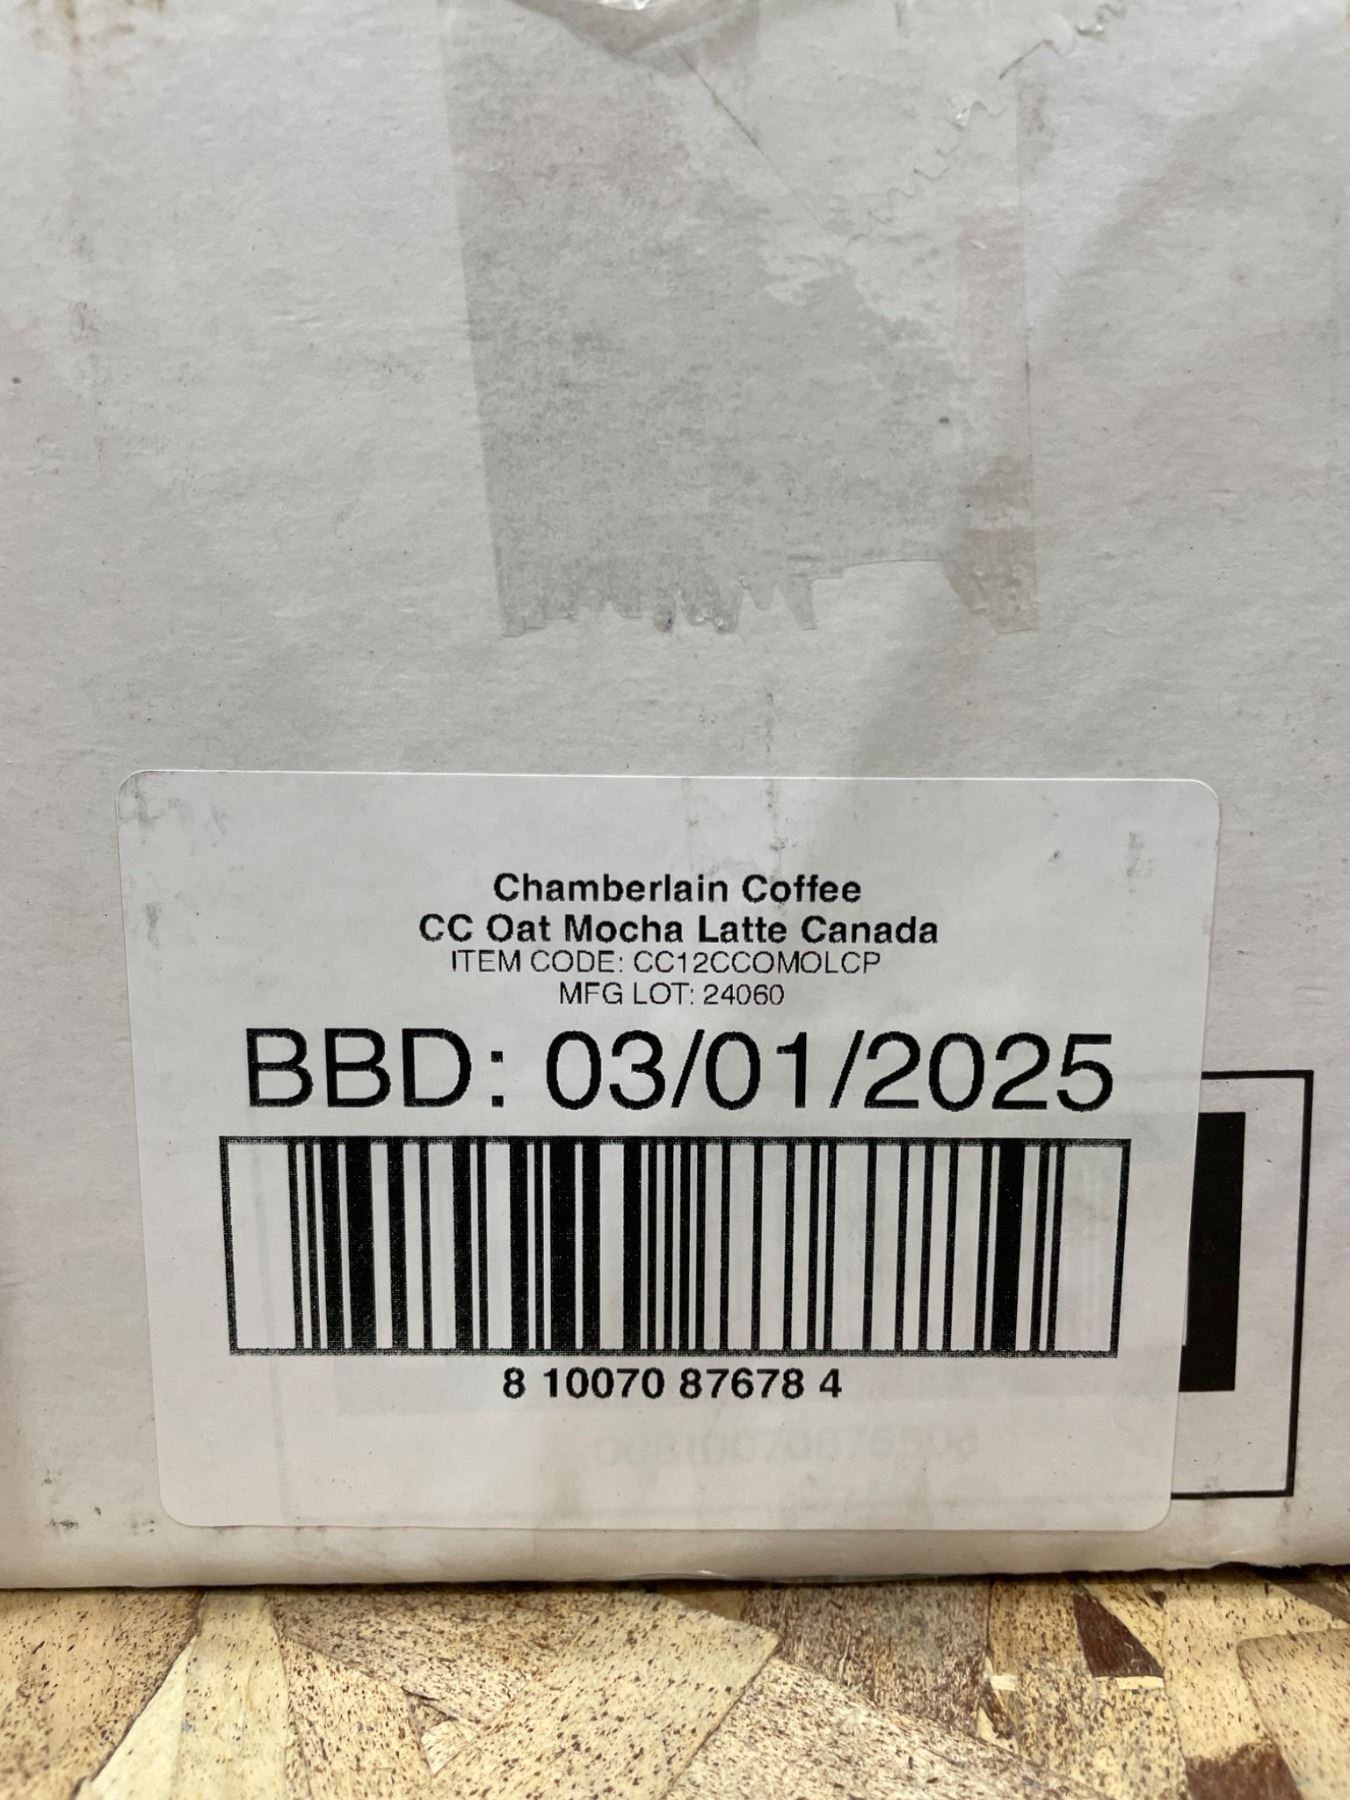 Chamberlain Coffee
CC Oat Mocha Latte Canada
ITEM CODE: CC12CCOMOLCP
MFG LOT: 24060
BBD: 03/01/2025
8 10070 87678 4